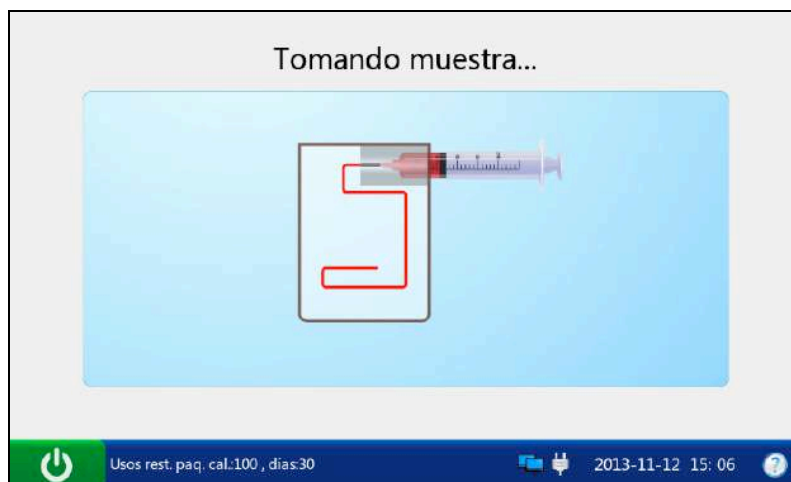 Tomando muestra...
Usos rest. paq. cal.:100 , dias:30
2013-11-12 15: 06
?